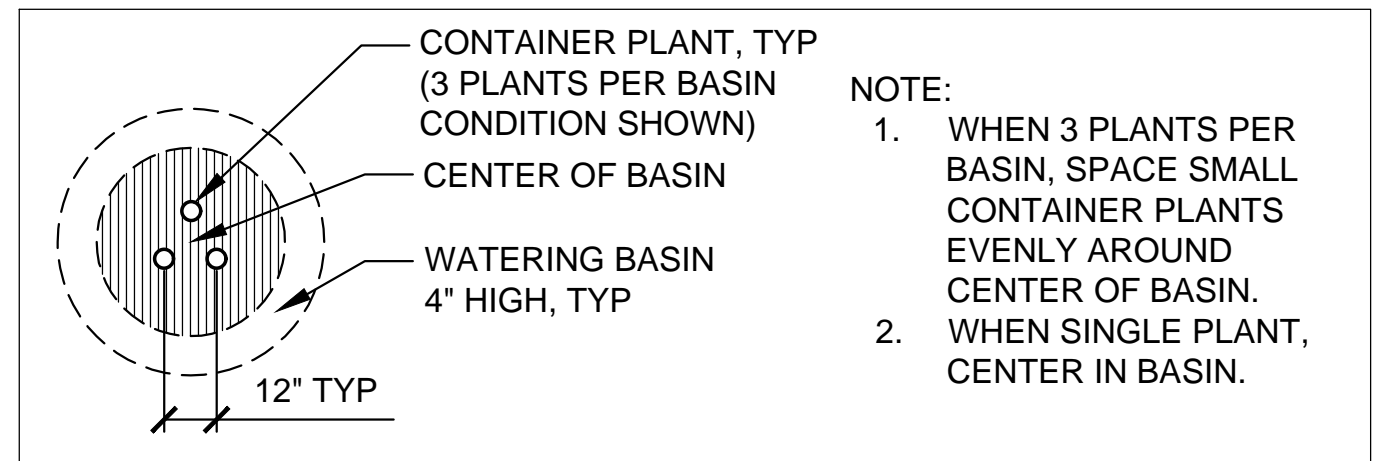 CONTAINER PLANT, TYP
(3 PLANTS PER BASIN
CONDITION SHOWN)
CENTER OF BASIN
WATERING BASIN
4" HIGH, TYP
12" TYP
NOTE:
1. WHEN 3 PLANTS PER
BASIN, SPACE SMALL
CONTAINER PLANTS
EVENLY AROUND
CENTER OF BASIN.
2. WHEN SINGLE PLANT,
CENTER IN BASIN.